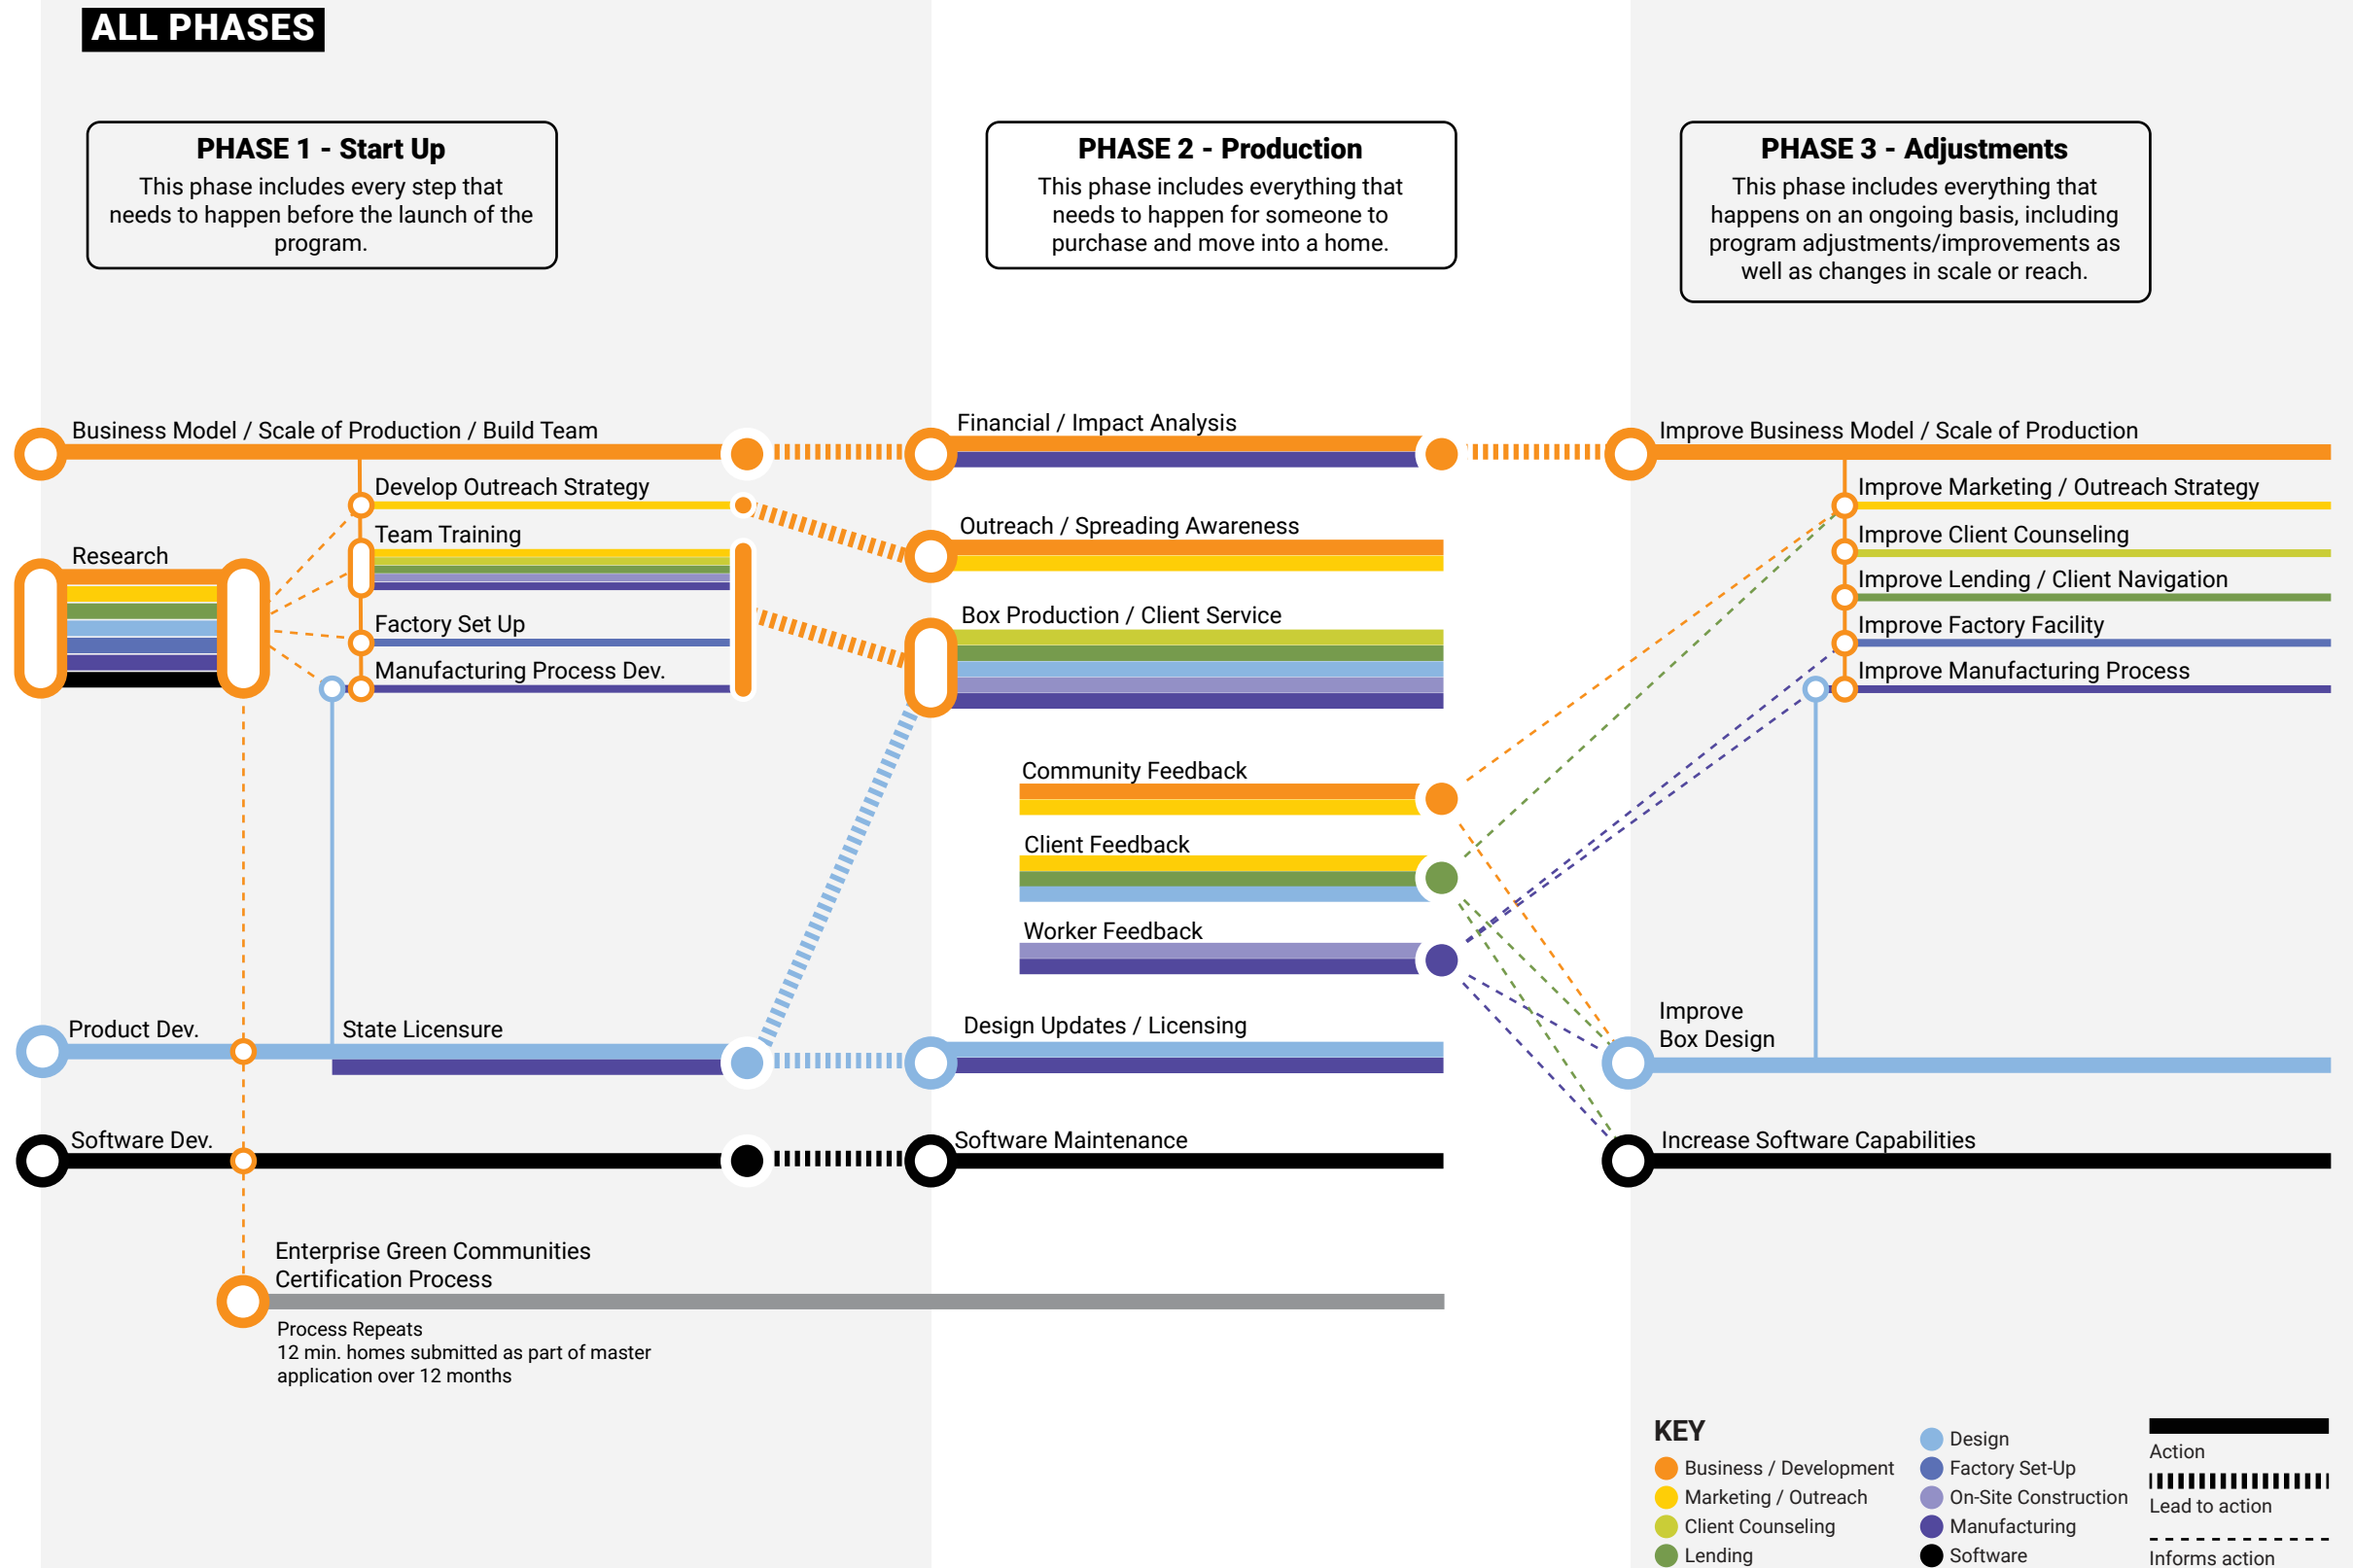 ALL PHASES
PHASE 1 - Start Up
This phase includes every step that
needs to happen before the launch of the
program.
PHASE 2 - Production
This phase includes everything that
needs to happen for someone to
purchase and move into a home.
PHASE 3 - Adjustments
This phase includes everything that
happens on an ongoing basis, including
program adjustments/improvements as
well as changes in scale or reach.
Business Model / Scale of Production / Build Team
Develop Outreach Strategy
Team Training
Research
Factory Set Up
Manufacturing Process Dev.
Product Dev.
State Licensure
Software Dev.
Enterprise Green Communities
Certification Process
Process Repeats
12 min. homes submitted as part of master
application over 12 months
Financial / Impact Analysis
Outreach / Spreading Awareness
Box Production / Client Service
Community Feedback
Client Feedback
Worker Feedback
Design Updates / Licensing
Software Maintenance
Improve Business Model / Scale of Production
Improve Marketing / Outreach Strategy
Improve Client Counseling
Improve Lending / Client Navigation
Improve Factory Facility
Improve Manufacturing Process
Improve
Box Design
Increase Software Capabilities
KEY
Business / Development
Marketing / Outreach
Client Counseling
Lending
Design
Factory Set-Up
On-Site Construction
Manufacturing
Software
Action
Lead to action
Informs action